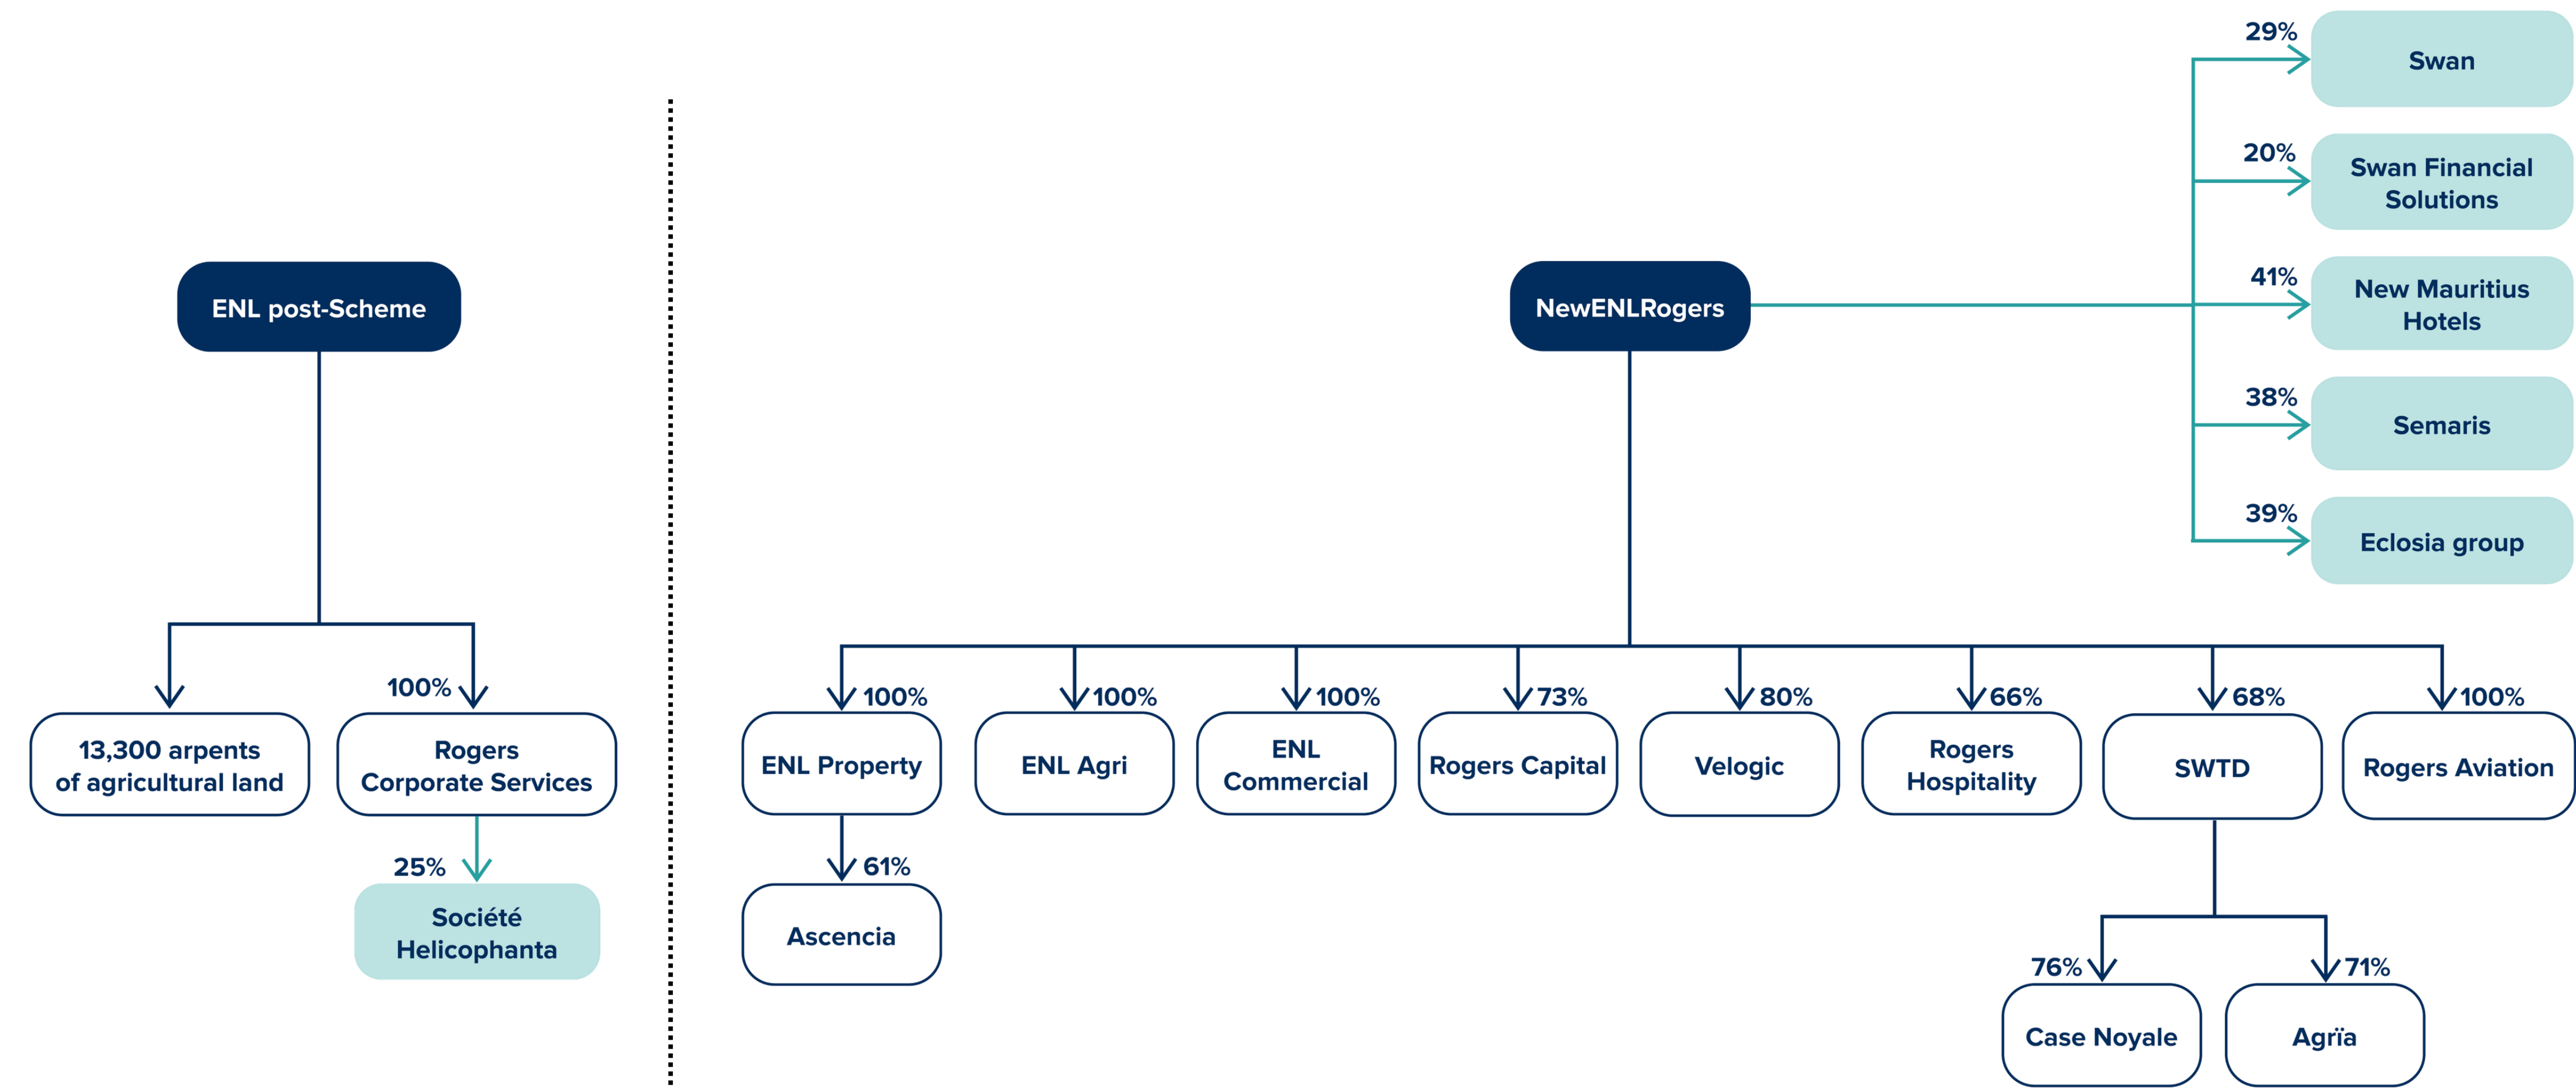 29%
Swan
20%
Swan Financial
Solutions
ENL post-Scheme
NewENLRogers
41%
New Mauritius
Hotels
38%
Semaris
39%
Eclosia group
100%
13,300 arpents
of agricultural land
Rogers
Corporate Services
25%
Société
Helicophanta
100%
ENL Property
100%
ENL Agri
100%
ENL
Commercial
73%
Rogers Capital
80%
Velogic
66%
Rogers
Hospitality
68%
SWTD
100%
Rogers Aviation
61%
Ascencia
76%
Case Noyale
71%
Agrïa